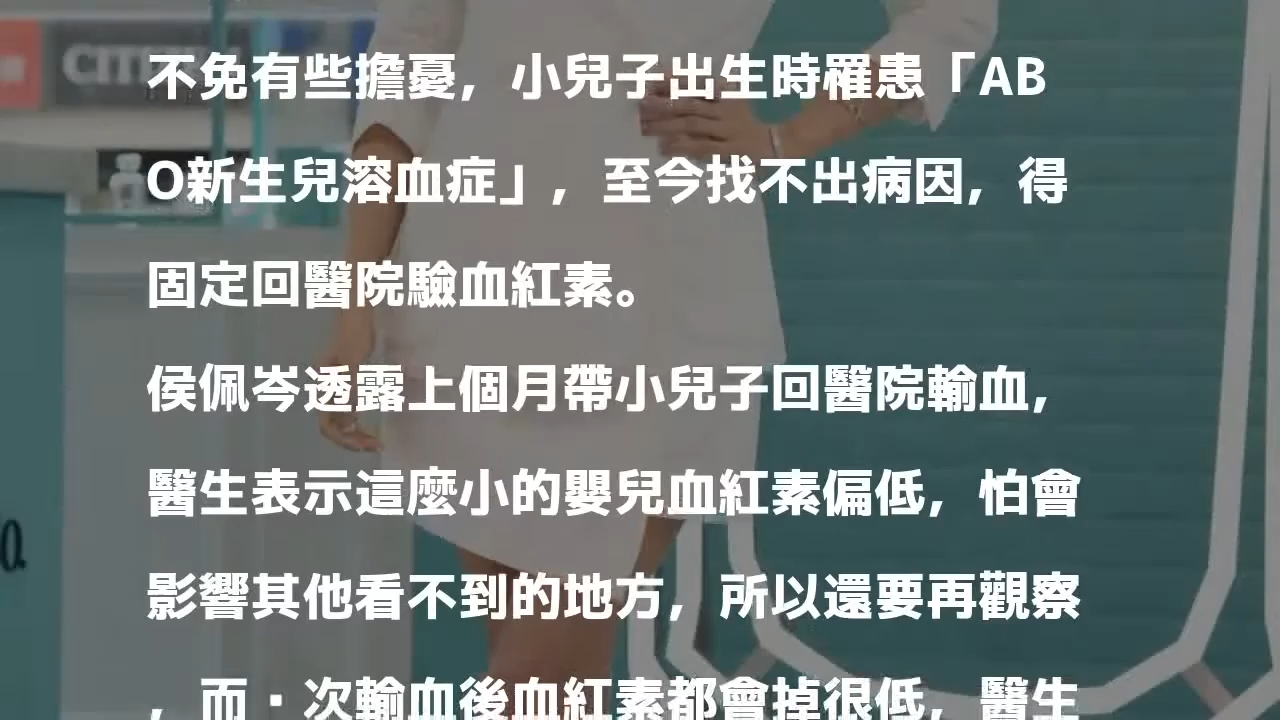 CITIZEN
不免有些擔憂，小兒子出生時罹患「AB
O新生兒溶血症」，至今找不出病因，得
固定回醫院驗血紅素。
侯佩岑透露上個月帶小兒子回醫院輸血，
醫生表示這麼小的嬰兒血紅素偏低，怕會
影響其他看不到的地方，所以還要再觀察
，而·次輸血後血紅素都會掉很低，醫生